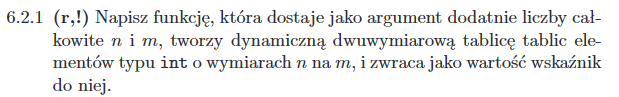 6.2.1 (r,!) Napisz funkcję, która dostaje jako argument dodatnie liczby cał-
kowite n i m, tworzy dynamiczną dwuwymiarową tablicę tablic ele-
mentów typu int o wymiarach n na m, i zwraca jako wartość wskaźnik
do niej.